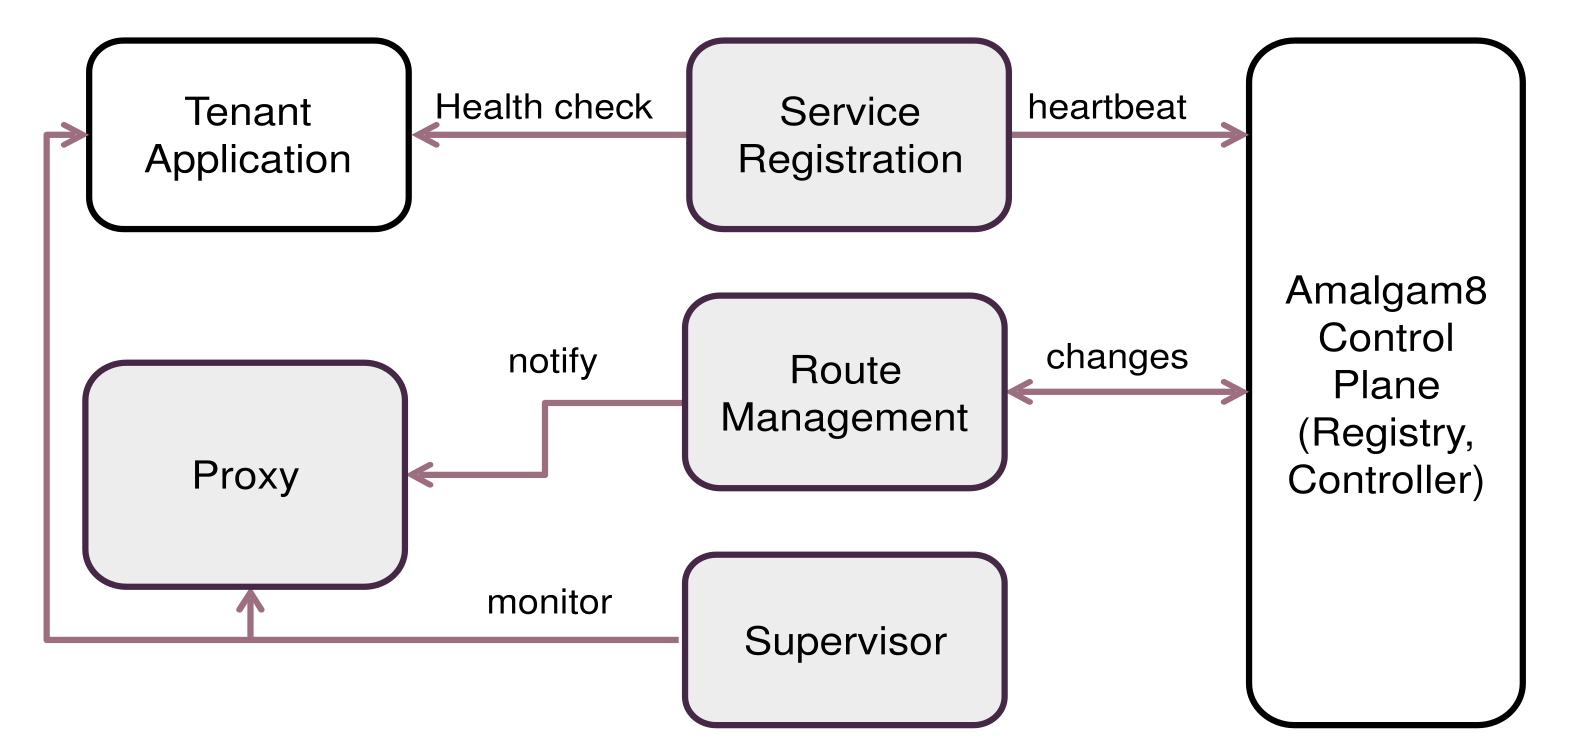 Tenant
Application
Health check
Service
Registration
heartbeat
Amalgam8
Control
Plane
(Registry,
Controller)
notify
Route
Management
changes
Proxy
monitor
Supervisor